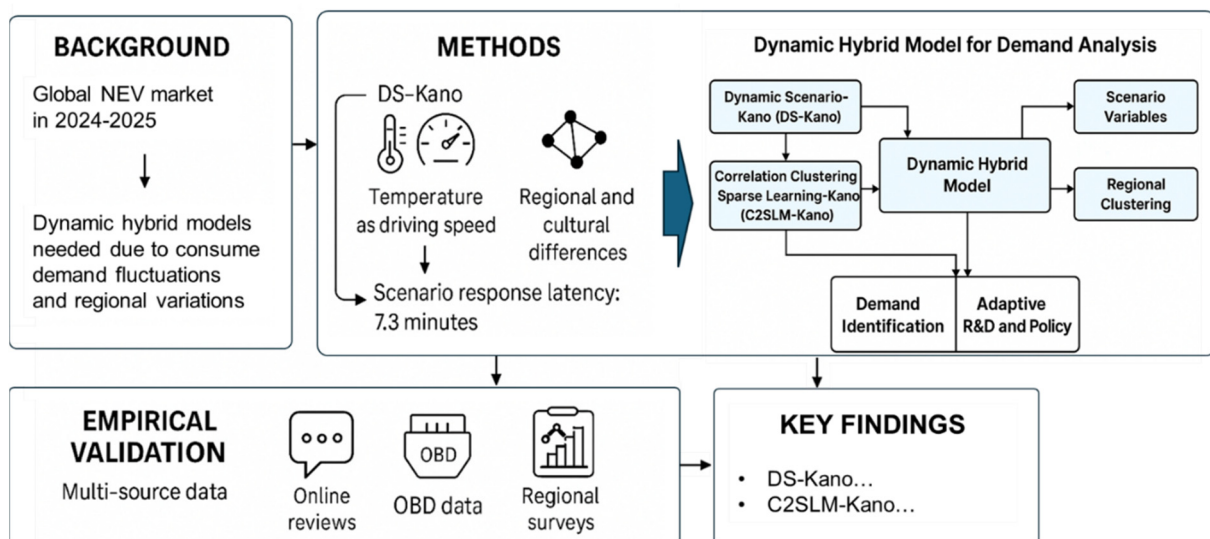 BACKGROUND
Global NEV market
in 2024-2025
Dynamic hybrid models
needed due to consume
demand fluctuations
and regional variations
METHODS
DS-Kano
Temperature
as driving speed
Regional and
cultural
differences
Scenario response latency:
7.3 minutes
Dynamic Hybrid Model for Demand Analysis
Dynamic Scenario-
Kano (DS-Kano)
Correlation Clustering
Sparse Learning-Kano
(C2SLM-Kano)
Dynamic Hybrid
Model
Scenario
Variables
Regional
Clustering
Demand
Identification
Adaptive
R&D and Policy
EMPIRICAL
VALIDATION
Multi-source data
Online
reviews
OBD
OBD data
Regional
surveys
KEY FINDINGS
• DS-Kano...
• C2SLM-Kano...